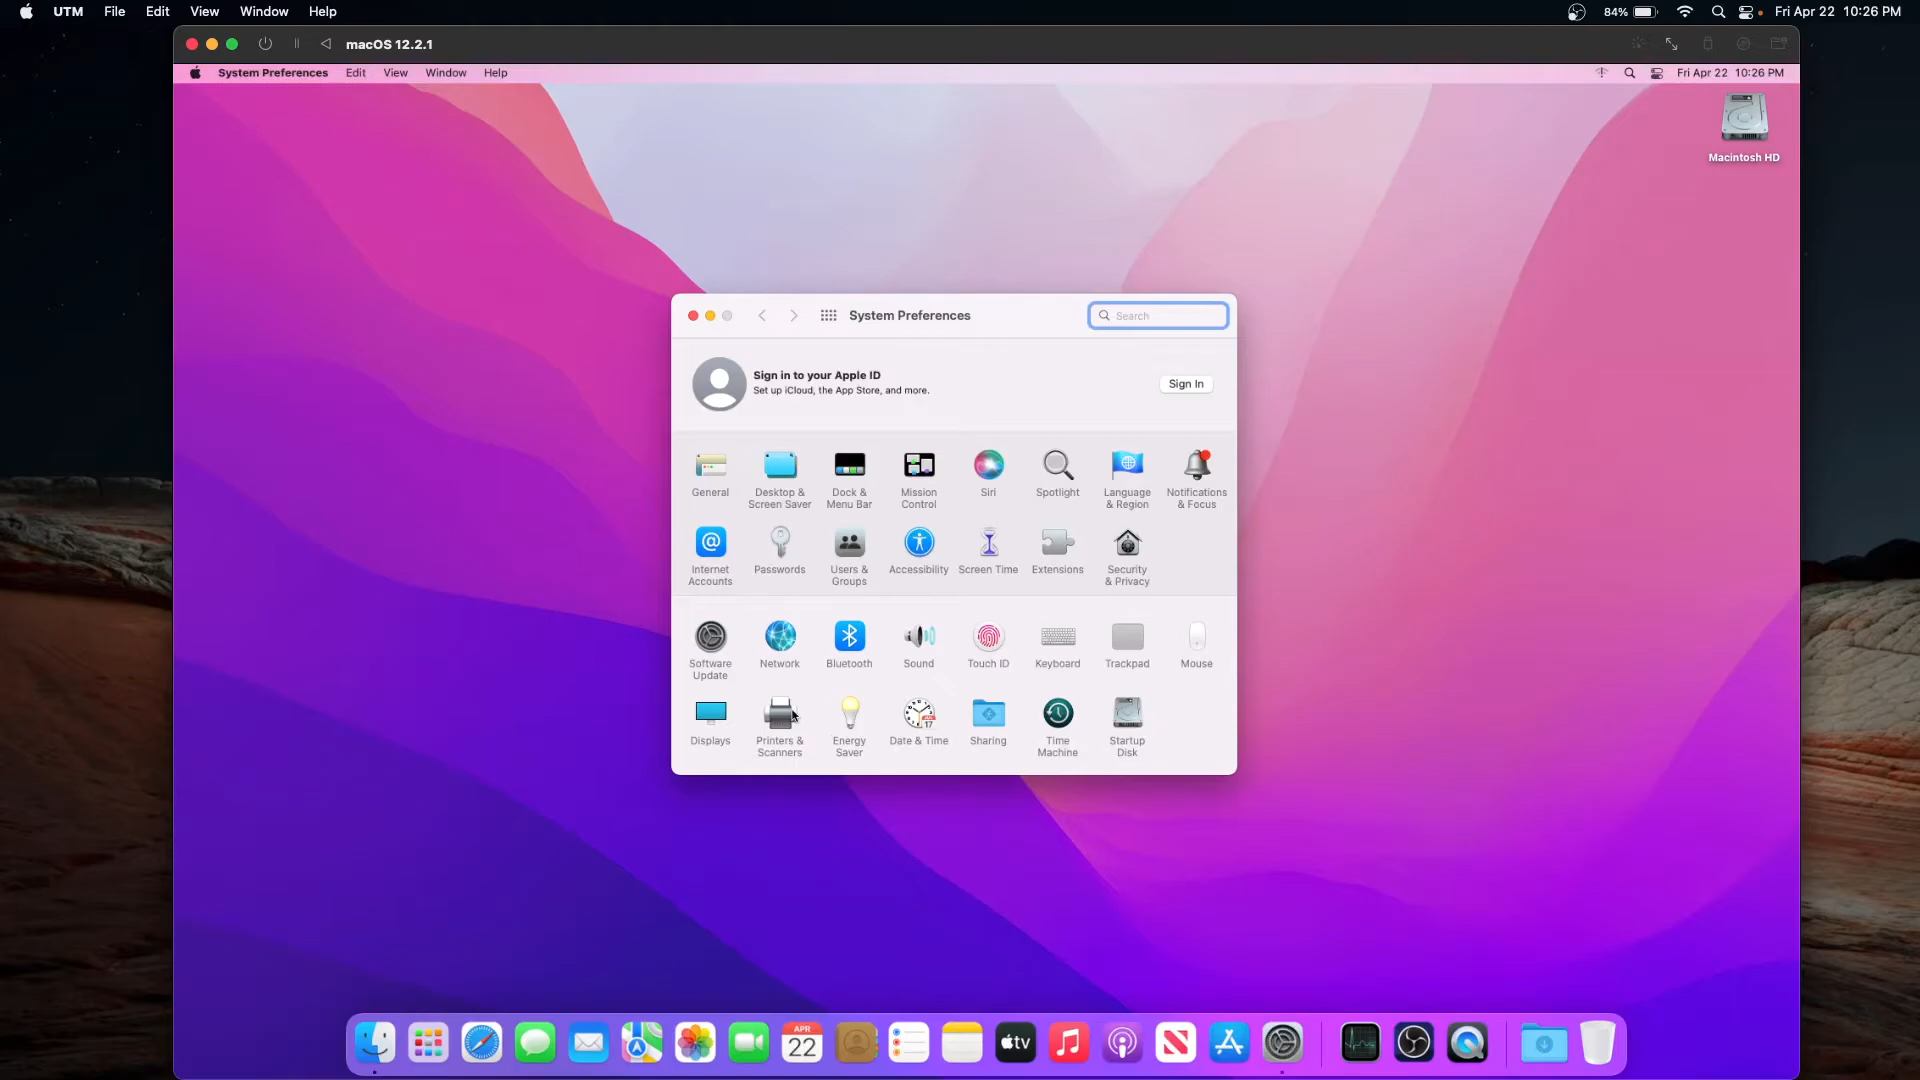 UTM File Edit View Window Help 84% Fri Apr 22 10:26 PM
macOS 12.2.1
System Preferences Edit View Window Help Fri Apr 22 10:26 PM
Macintosh HD
System Preferences Search
Sign in to your Apple ID
Set up iCloud, the App Store, and more.
Sign In
General
Desktop &
Screen Saver
Dock &
Menu Bar
Mission
Control
Siri
Spotlight
Language
& Region
Notifications
& Focus
Internet
Accounts
Passwords
Users &
Groups
Accessibility
Screen Time
Extensions
Security
& Privacy
Software
Update
Network
Bluetooth
Sound
Touch ID
Keyboard
Trackpad
Mouse
Displays
Printers &
Scanners
Energy
Saver
JUL
17
Date & Time
Sharing
Time
Machine
Startup
Disk
APR
22
tv